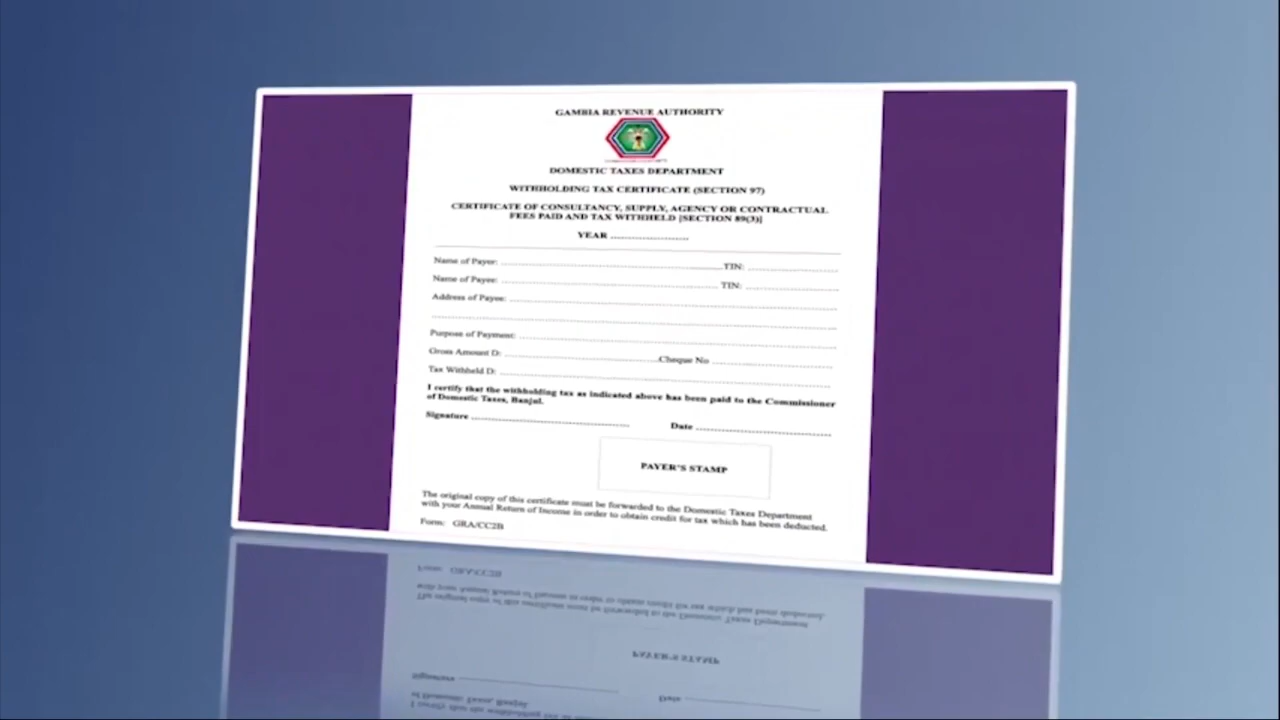 GAMBIA REVENUE AUTHORITY
DOMESTIC TAXES DEPARTMENT
WITHHOLDING TAX CERTIFICATE (SECTION 97)
CERTIFICATE OF CONSULTANCY, SUPPLY, AGENCY OR CONTRACTUAL
FEES PAID AND TAX WITHHELD [SECTION 89(3)]
YEAR ......................
Name of Payer: ........................................ TIN: ....................
Name of Payee: ........................................ TIN: ....................
Address of Payee: ............................................................
............................................................
Purpose of Payment: ............................................................
Gross Amount D: ........................................ Cheque No ....................
Tax Withheld D: ............................................................
I certify that the withholding tax as indicated above has been paid to the Commissioner
of Domestic Taxes, Banjul.
Signature ........................................ Date ..............................
PAYER'S STAMP
The original copy of this certificate must be forwarded to the Domestic Taxes Department
with your Annual Return of Income in order to obtain credit for tax which has been deducted.
Form: GRA/CC2B